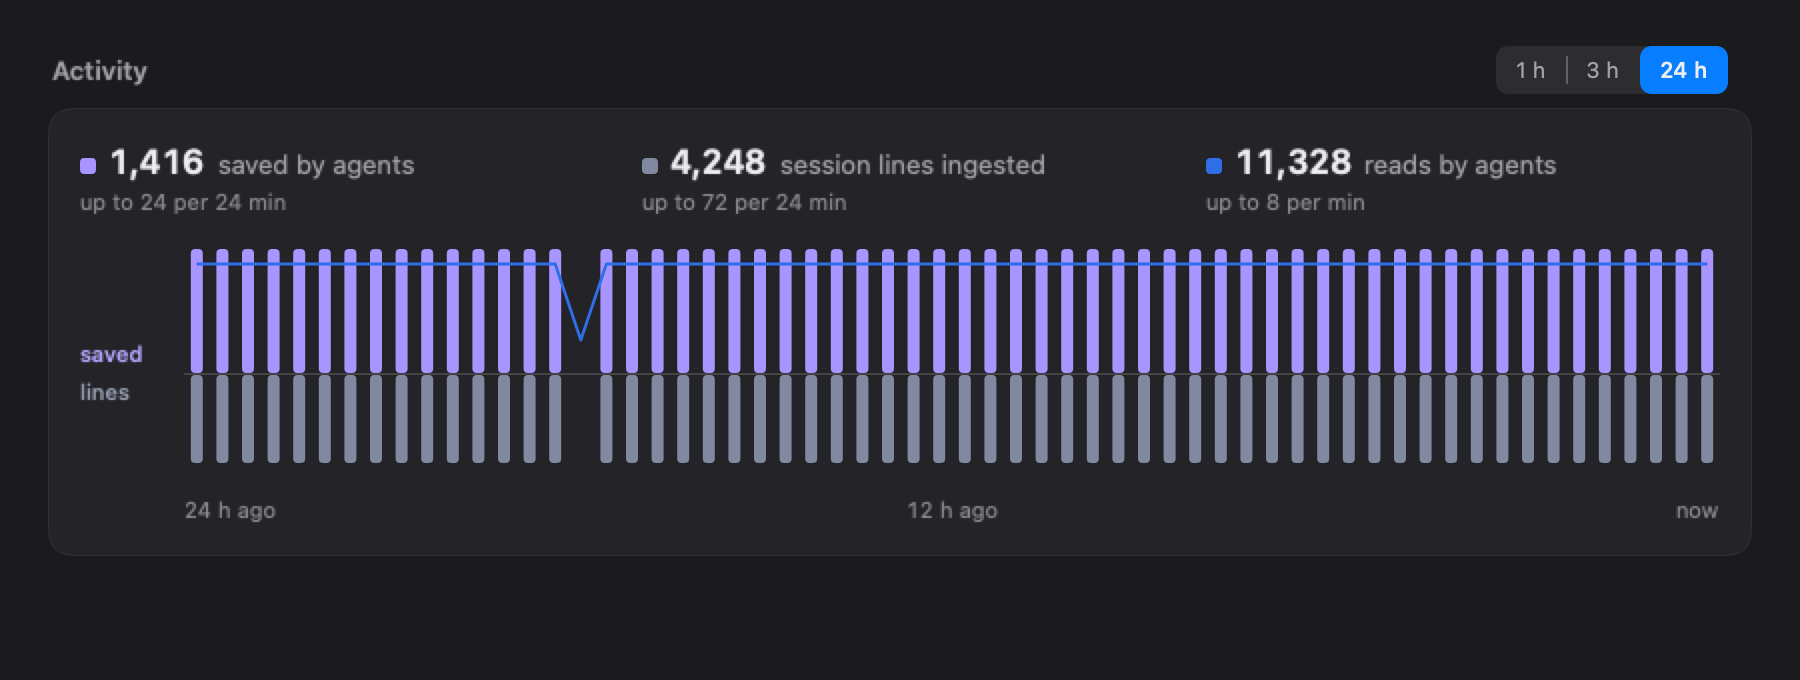 Activity
1 h
3 h
24 h
1,416 saved by agents
up to 24 per 24 min
4,248 session lines ingested
up to 72 per 24 min
11,328 reads by agents
up to 8 per min
saved
lines
24 h ago
12 h ago
now